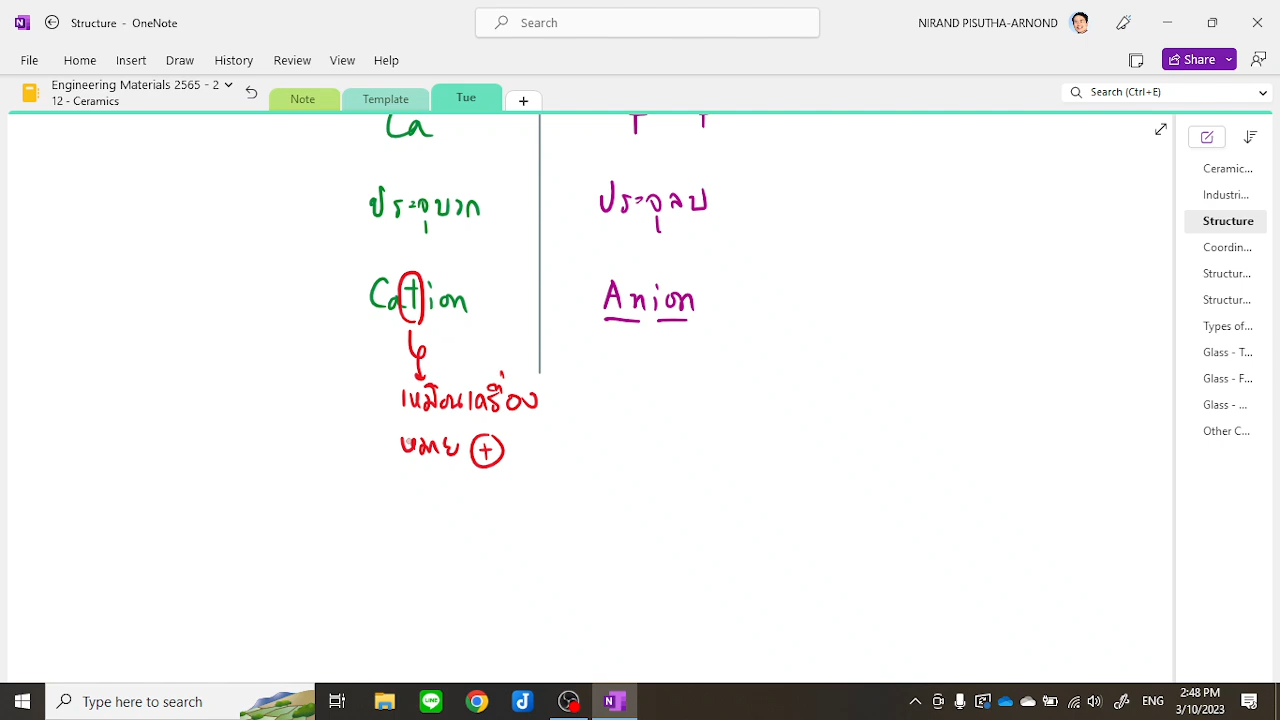 Structure - OneNote
Search
NIRAND PISUTHA-ARNOND
File Home Insert Draw History Review View Help
Share
Engineering Materials 2565 - 2
12 - Ceramics
Note
Template
Tue
+
Search (Ctrl+E)
Ca
ประจุบวก
ประจุลบ
Cation
Anion
เหมือนเครื่อง
หมาย +
Ceramic...
Industri...
Structure
Coordin...
Structur...
Structur...
Types of...
Glass - T...
Glass - F...
Glass - ...
Other C...
Type here to search
LINE
ENG
2:48 PM
3/10/2023